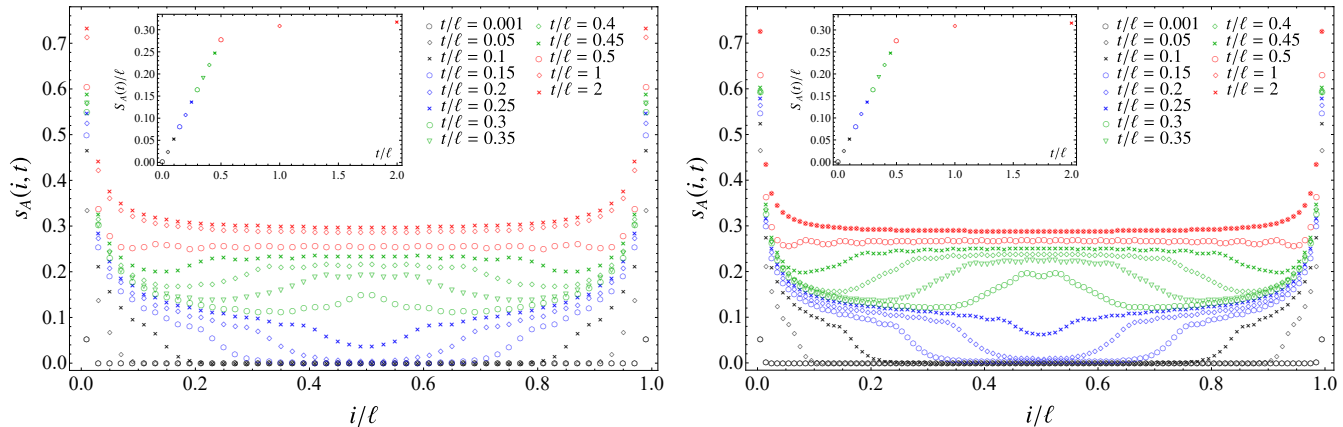 0.7
0.6
0.5
0.4
0.3
0.2
0.1
0.0
s_A(i, t)
0.0 0.2 0.4 0.6 0.8 1.0
i/ℓ
0.30
0.25
0.20
0.15
0.10
0.05
0.00
S_A(t)/ℓ
0.0 0.5 1.0 1.5 2.0
t/ℓ
t/ℓ = 0.001
t/ℓ = 0.05
t/ℓ = 0.1
t/ℓ = 0.15
t/ℓ = 0.2
t/ℓ = 0.25
t/ℓ = 0.3
t/ℓ = 0.35
t/ℓ = 0.4
t/ℓ = 0.45
t/ℓ = 0.5
t/ℓ = 1
t/ℓ = 2
0.7
0.6
0.5
0.4
0.3
0.2
0.1
0.0
s_A(i, t)
0.0 0.2 0.4 0.6 0.8 1.0
i/ℓ
0.30
0.25
0.20
0.15
0.10
0.05
0.00
S_A(t)/ℓ
0.0 0.5 1.0 1.5 2.0
t/ℓ
t/ℓ = 0.001
t/ℓ = 0.05
t/ℓ = 0.1
t/ℓ = 0.15
t/ℓ = 0.2
t/ℓ = 0.25
t/ℓ = 0.3
t/ℓ = 0.35
t/ℓ = 0.4
t/ℓ = 0.45
t/ℓ = 0.5
t/ℓ = 1
t/ℓ = 2